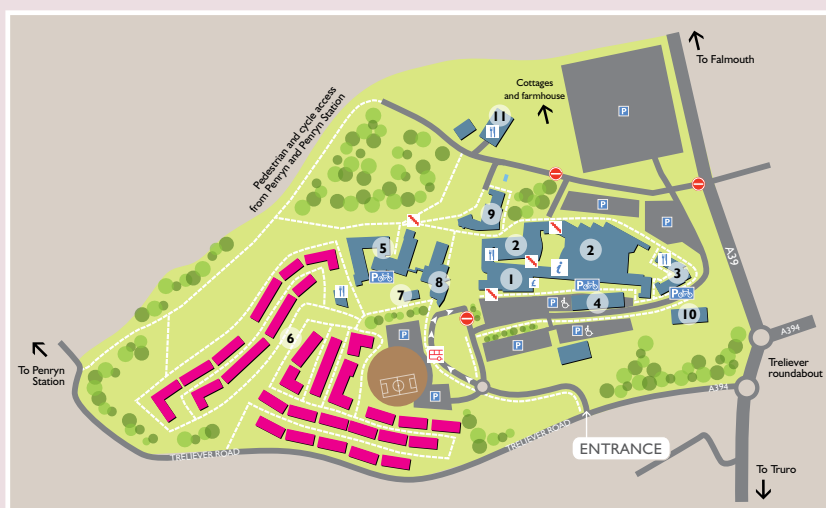 To Falmouth
Cottages
and farmhouse
P
Pedestrian and cycle access
from Penryn and Penryn Station
11
9
P
P
A39
5
2
2
i
3
P
1
i
P
P
7
8
P
4
10
6
P
P
P
A394
To Penryn
Station
Treliever
roundabout
P
A394
TRELIEVER ROAD
TRELIEVER ROAD
ENTRANCE
To Truro